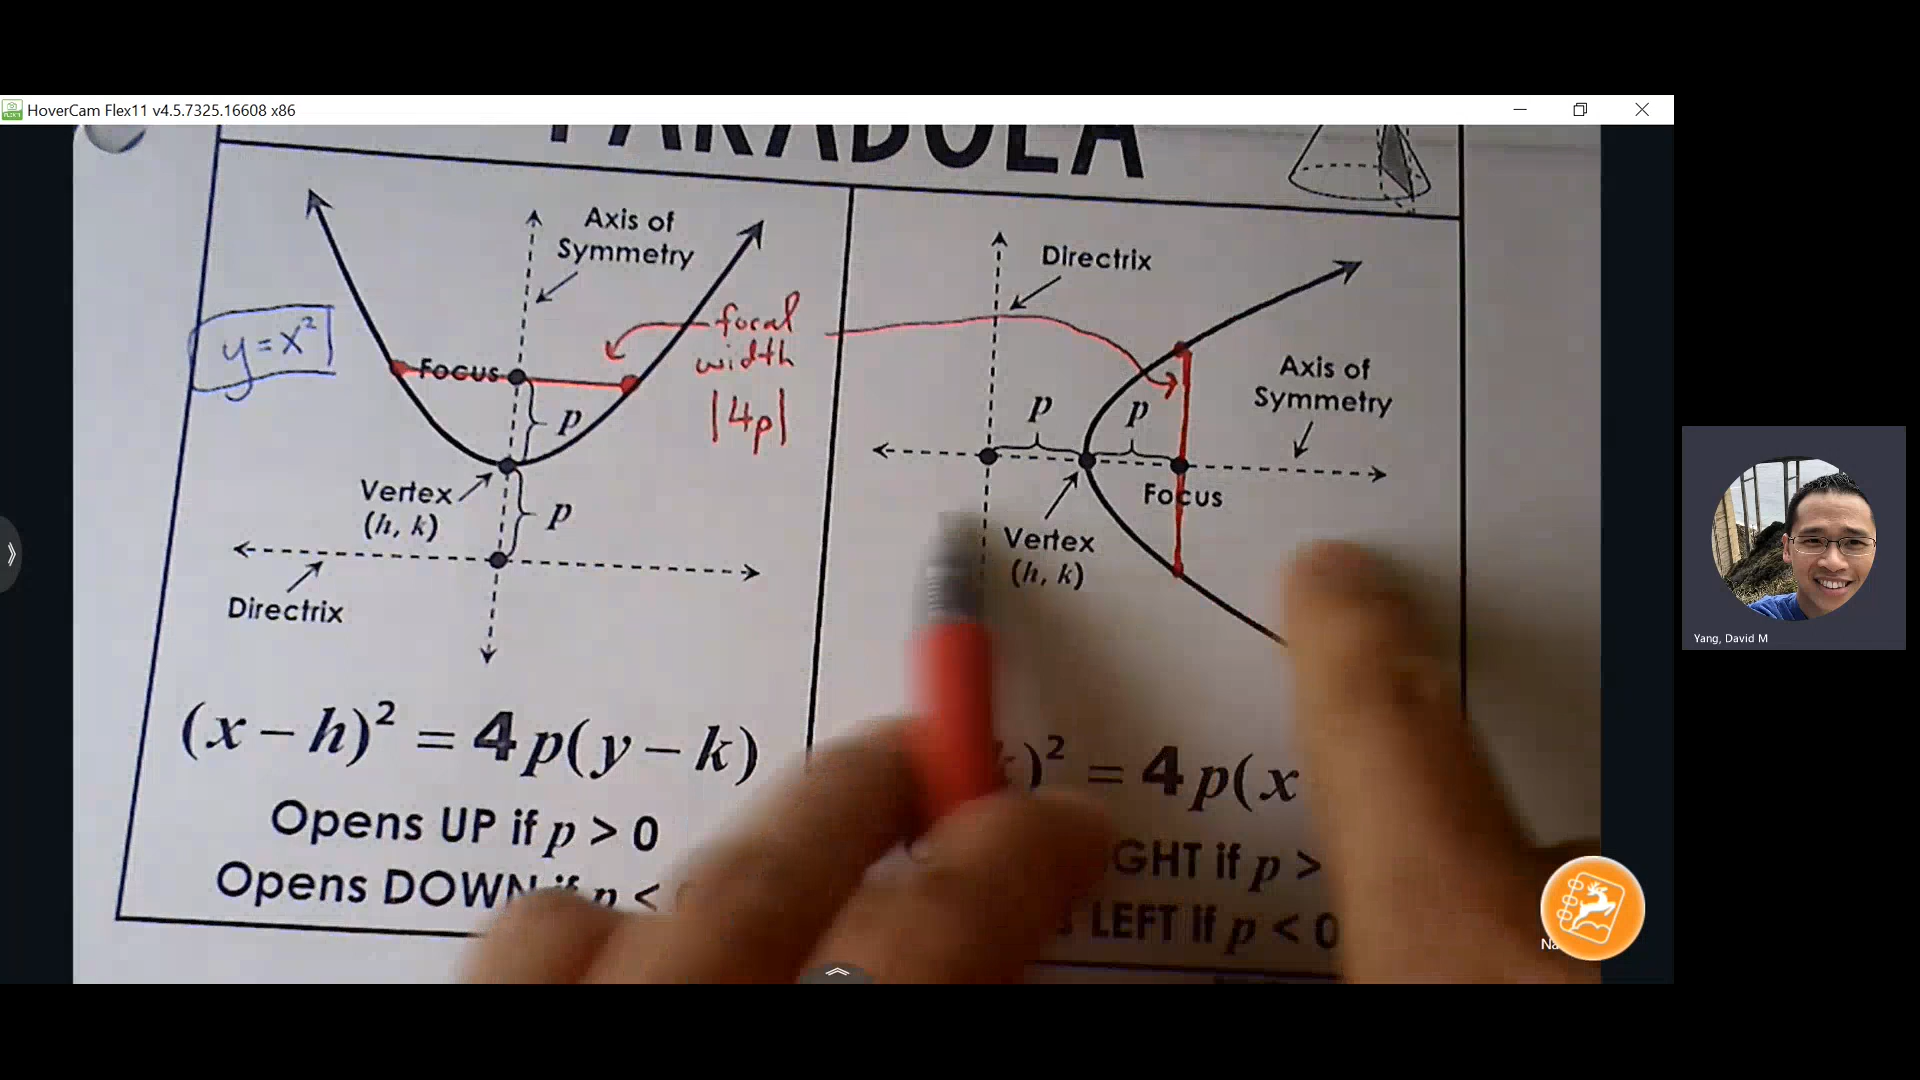 HoverCam Flex11 v4.5.7325.16608 x86
PARABOLA
Axis of
Symmetry
y=x²
Focus
focal
width
|4p|
p
Vertex
(h, k)
p
Directrix
(x − h)² = 4p(y − k)
Opens UP if p > 0
Opens DOWN if p <
Directrix
Axis of
Symmetry
p
p
Focus
Vertex
(h, k)
)² = 4p(x
GHT if p >
LEFT if p < 0
Yang, David M